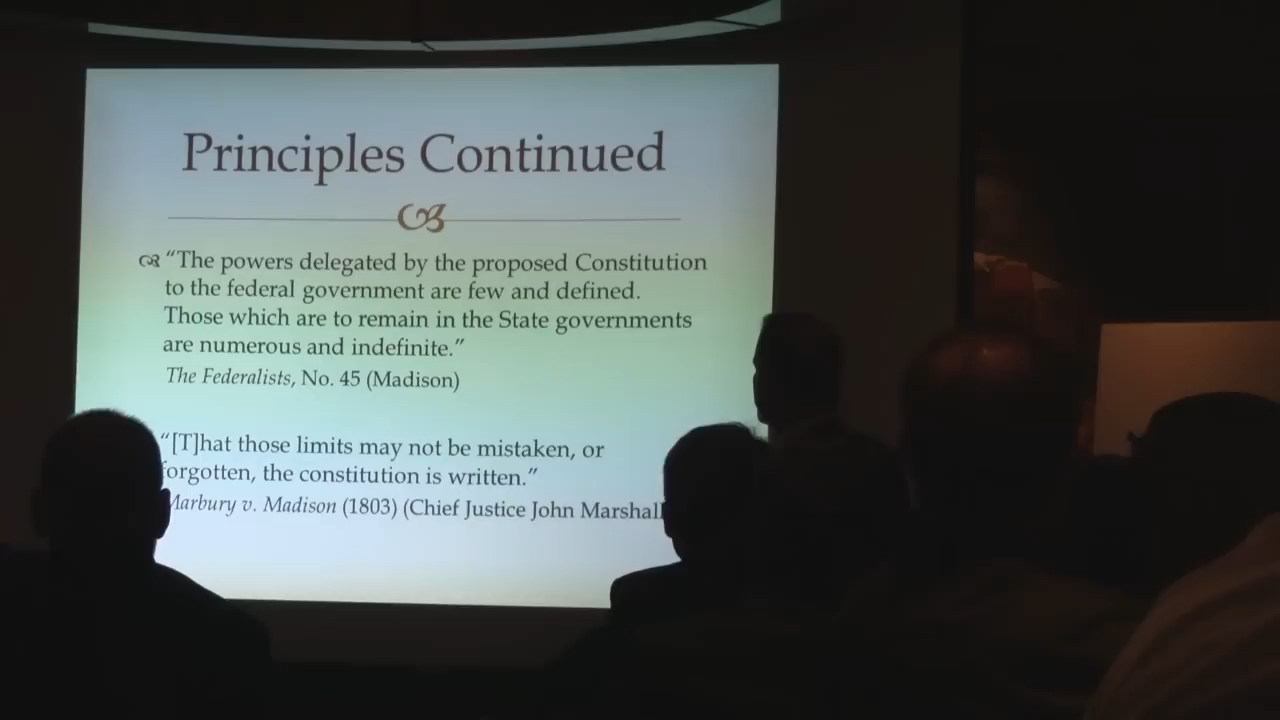 Principles Continued
“The powers delegated by the proposed Constitution
to the federal government are few and defined.
Those which are to remain in the State governments
are numerous and indefinite.”
The Federalists, No. 45 (Madison)
“[T]hat those limits may not be mistaken, or
forgotten, the constitution is written.”
Marbury v. Madison (1803) (Chief Justice John Marshall